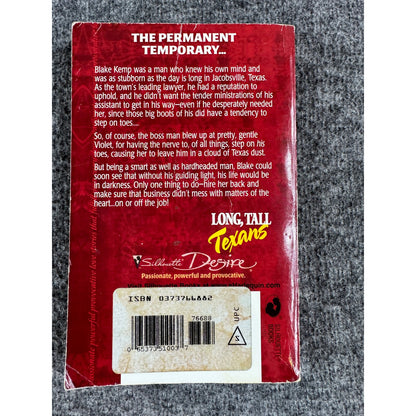 THE PERMANENT
TEMPORARY...
Blake Kemp was a man who knew his own mind and
was as stubborn as the day is long in Jacobsville, Texas.
As the town's leading lawyer, he had a reputation to
uphold, and he didn't want the tender ministrations of his
assistant to get in his way—even if he desperately needed
her, since those big boots of his did have a tendency to
step on toes....
So, of course, the boss man blew up at pretty, gentle
Violet, for having the nerve to, of all things, step on his
toes, causing her to leave him in a cloud of Texas dust.
But being a smart as well as hardheaded man, Blake could
soon see that without his guiding light, his life would be
in darkness. Only one thing to do—hire her back and
make sure that business didn't mess with matters of the
heart...on or off the job!
LONG, TALL
Texans
Silhouette Desire
Passionate, powerful and provocative.
ISBN 0373766882
76688
UPC
Z